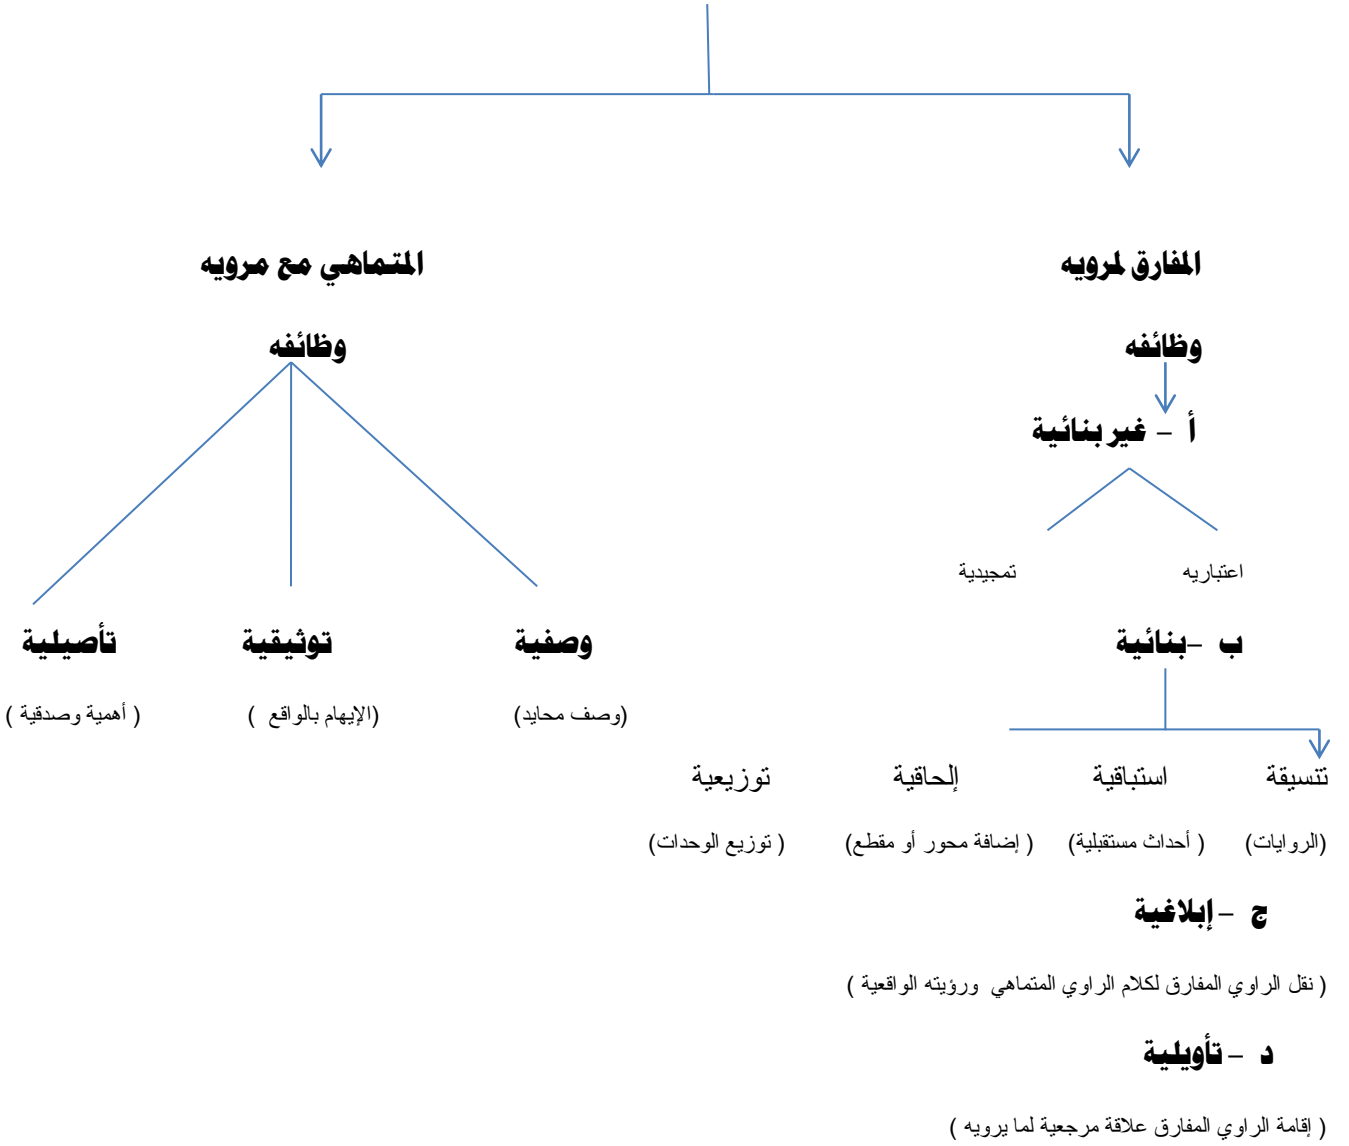 المفارق لمرويه المتماهي مع مرويه
وظائفه وظائفه
أ – غير بنائية
اعتباريه تمجيدية
ب –بنائية وصفية توثيقية تأصيلية
(وصف محايد) (الإيهام بالواقع ) ( أهمية وصدقية )
تنسيقة استباقية إلحاقية توزيعية
(الروايات) ( أحداث مستقبلية) ( إضافة محور أو مقطع) ( توزيع الوحدات)
ج – إبلاغية
( نقل الراوي المفارق لكلام الراوي المتماهي ورؤيته الواقعية )
د – تأويلية
( إقامة الراوي المفارق علاقة مرجعية لما يرويه )